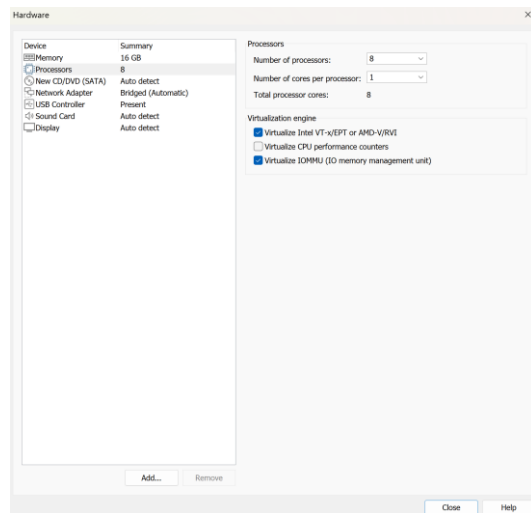 Hardware
Device Summary
Memory 16 GB
Processors 8
New CD/DVD (SATA) Auto detect
Network Adapter Bridged (Automatic)
USB Controller Present
Sound Card Auto detect
Display Auto detect
Add... Remove
Processors
Number of processors: 8
Number of cores per processor: 1
Total processor cores: 8
Virtualization engine
Virtualize Intel VT-x/EPT or AMD-V/RVI
Virtualize CPU performance counters
Virtualize IOMMU (IO memory management unit)
Close Help